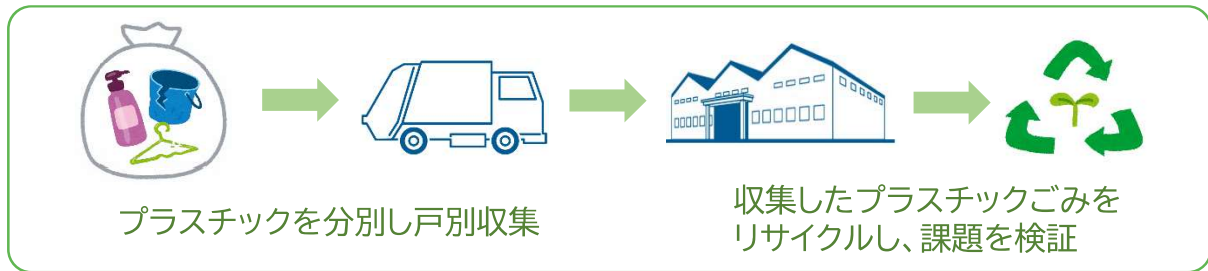 プラスチックを分別し戸別収集
収集したプラスチックごみを
リサイクルし、課題を検証